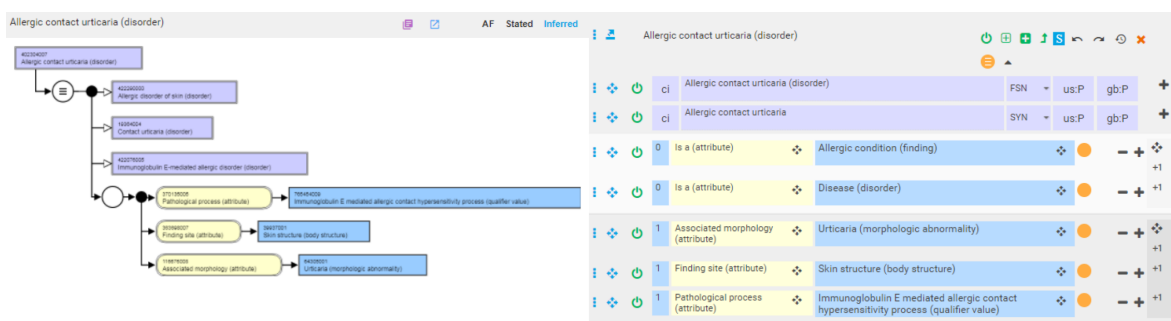 Allergic contact urticaria (disorder)
AF Stated Inferred
402304007
Allergic contact urticaria (disorder)
Allergic disorder of skin (disorder)
Contact urticaria (disorder)
Immunoglobulin E-mediated allergic disorder (disorder)
370135005
Pathological process (attribute)
Immunoglobulin E mediated allergic contact hypersensitivity process (qualifier value)
363698007
Finding site (attribute)
39937001
Skin structure (body structure)
116676008
Associated morphology (attribute)
Urticaria (morphologic abnormality)
Allergic contact urticaria (disorder)
S
ci Allergic contact urticaria (disorder) FSN us:P gb:P
ci Allergic contact urticaria SYN us:P gb:P
0 Is a (attribute) Allergic condition (finding)
+1
0 Is a (attribute) Disease (disorder) +1
1 Associated morphology
(attribute)
Urticaria (morphologic abnormality)
+1
1 Finding site (attribute) Skin structure (body structure) +1
1 Pathological process
(attribute)
Immunoglobulin E mediated allergic contact
hypersensitivity process (qualifier value)
+1